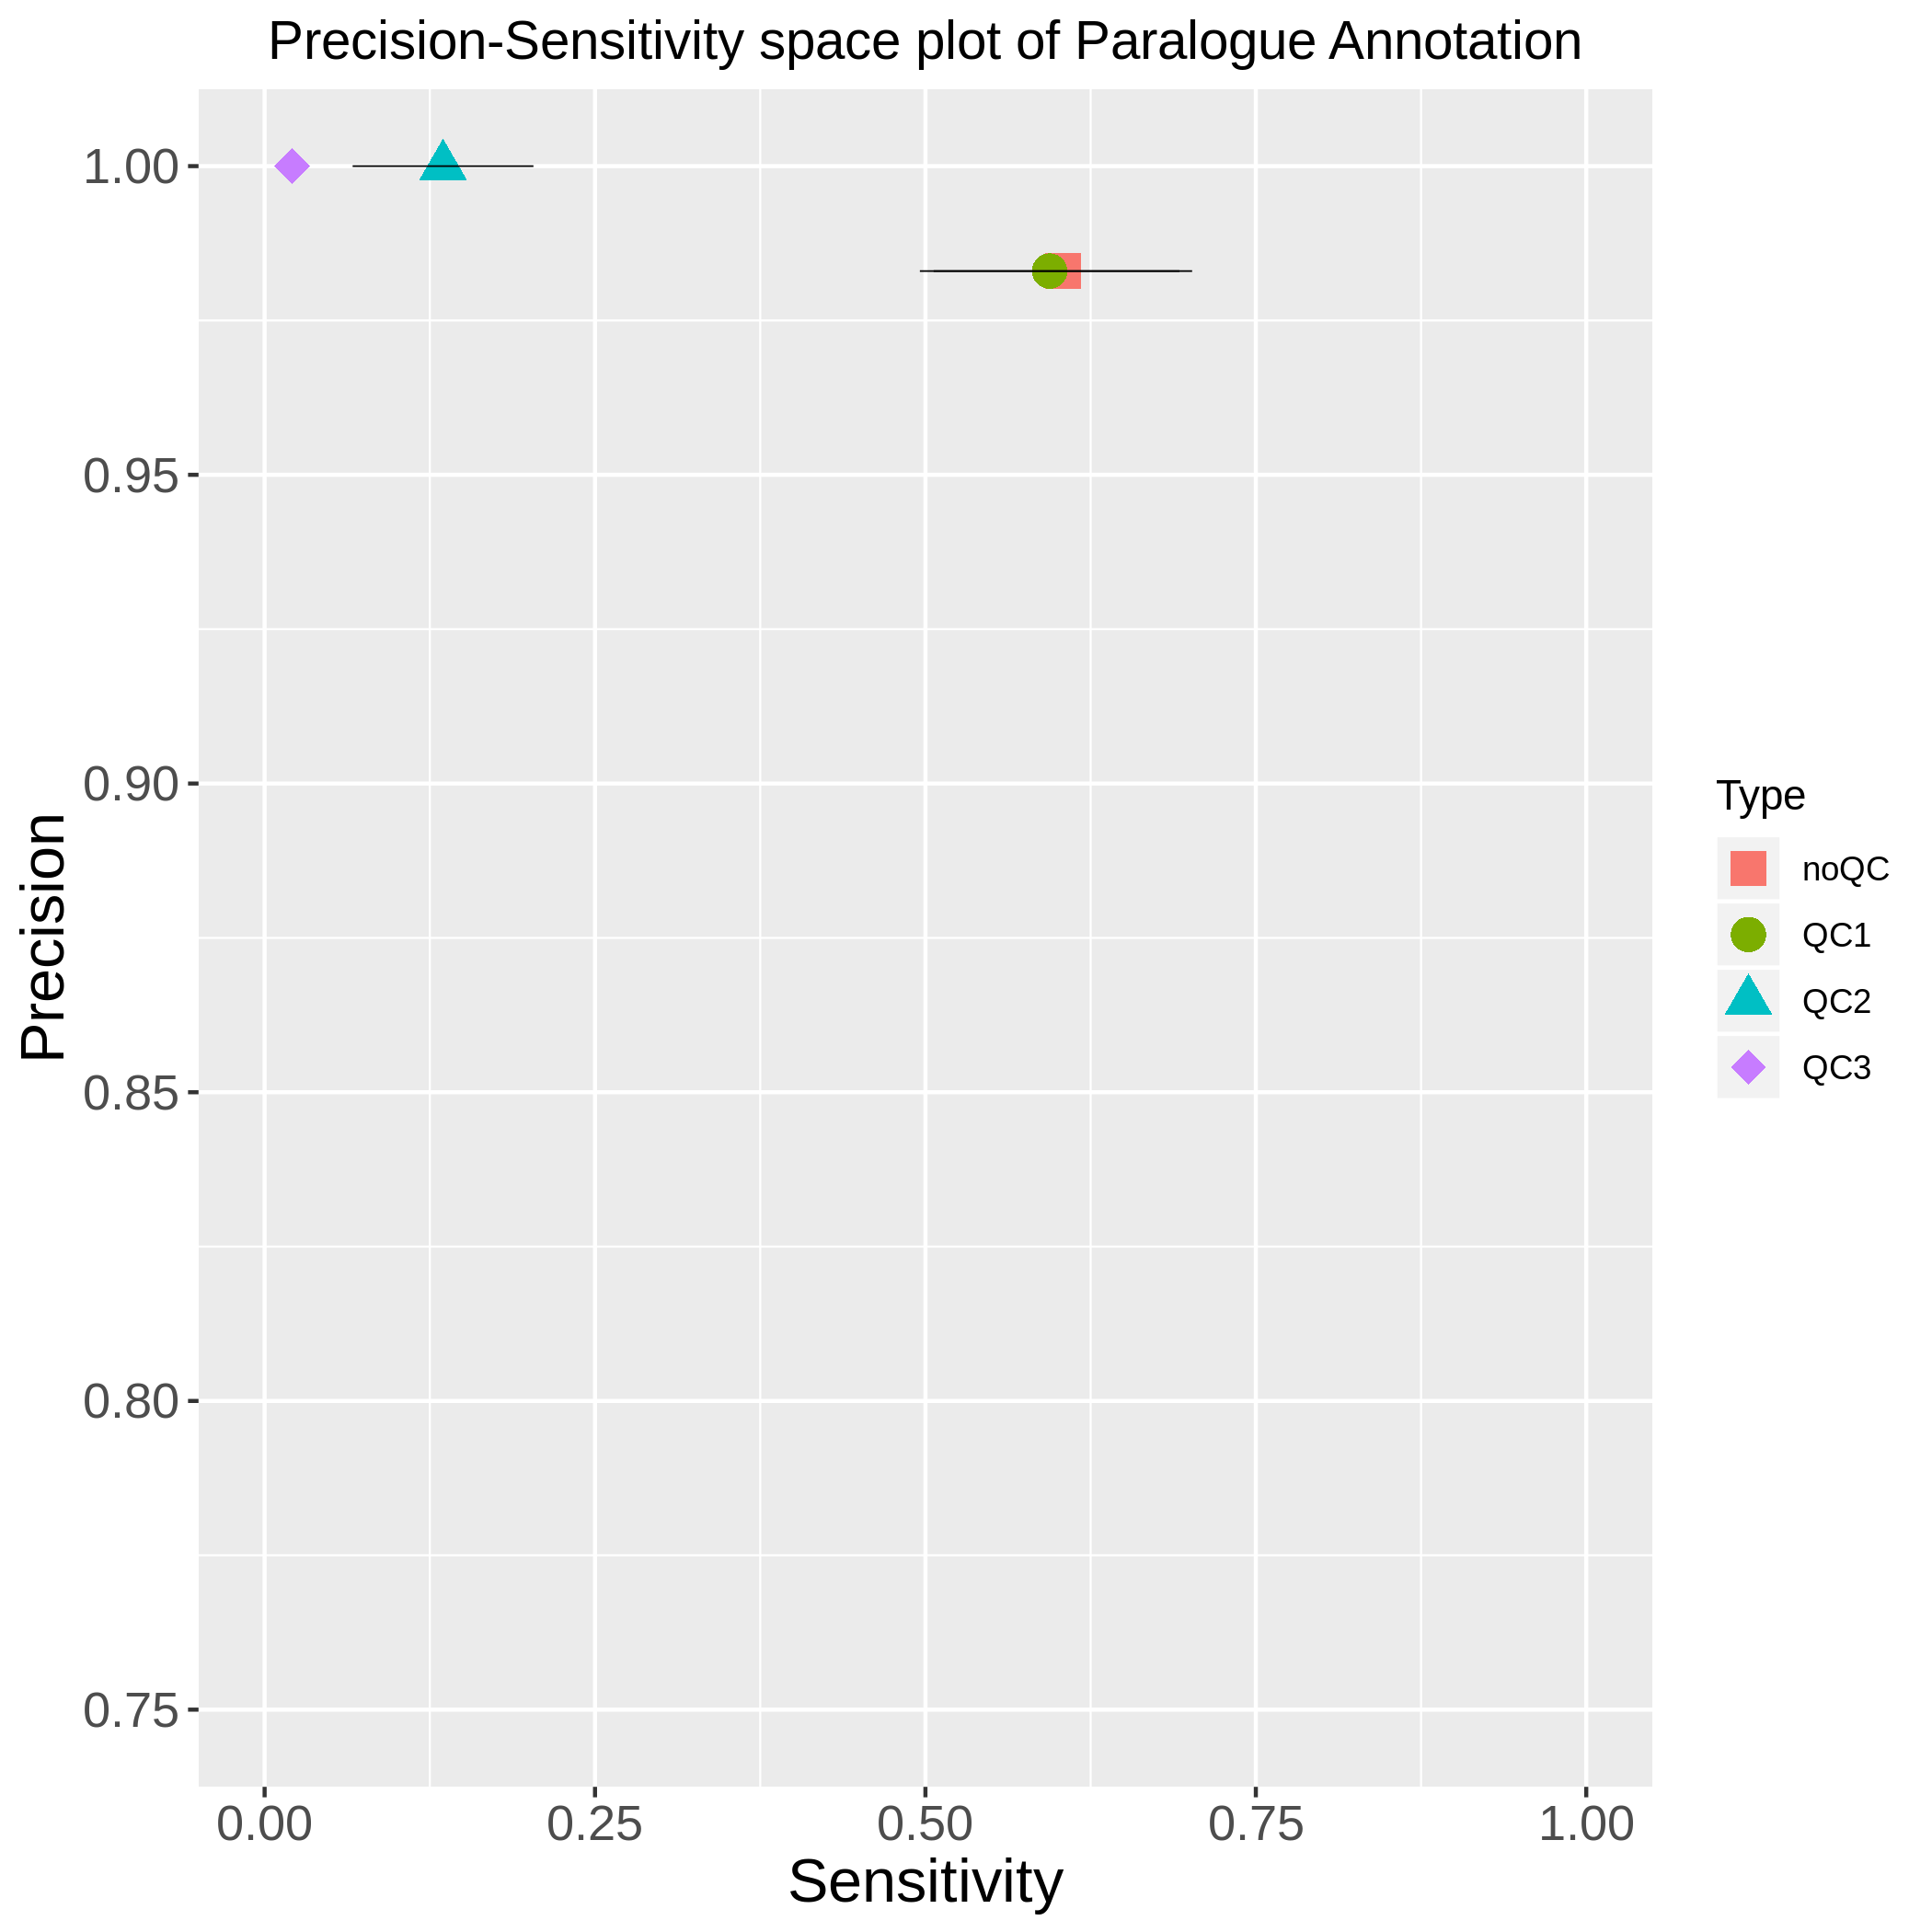 Precision-Sensitivity space plot of Paralogue Annotation
Precision
1.00
0.95
0.90
0.85
0.80
0.75
0.00
0.25
0.50
0.75
1.00
Sensitivity
Type
noQC
QC1
QC2
QC3